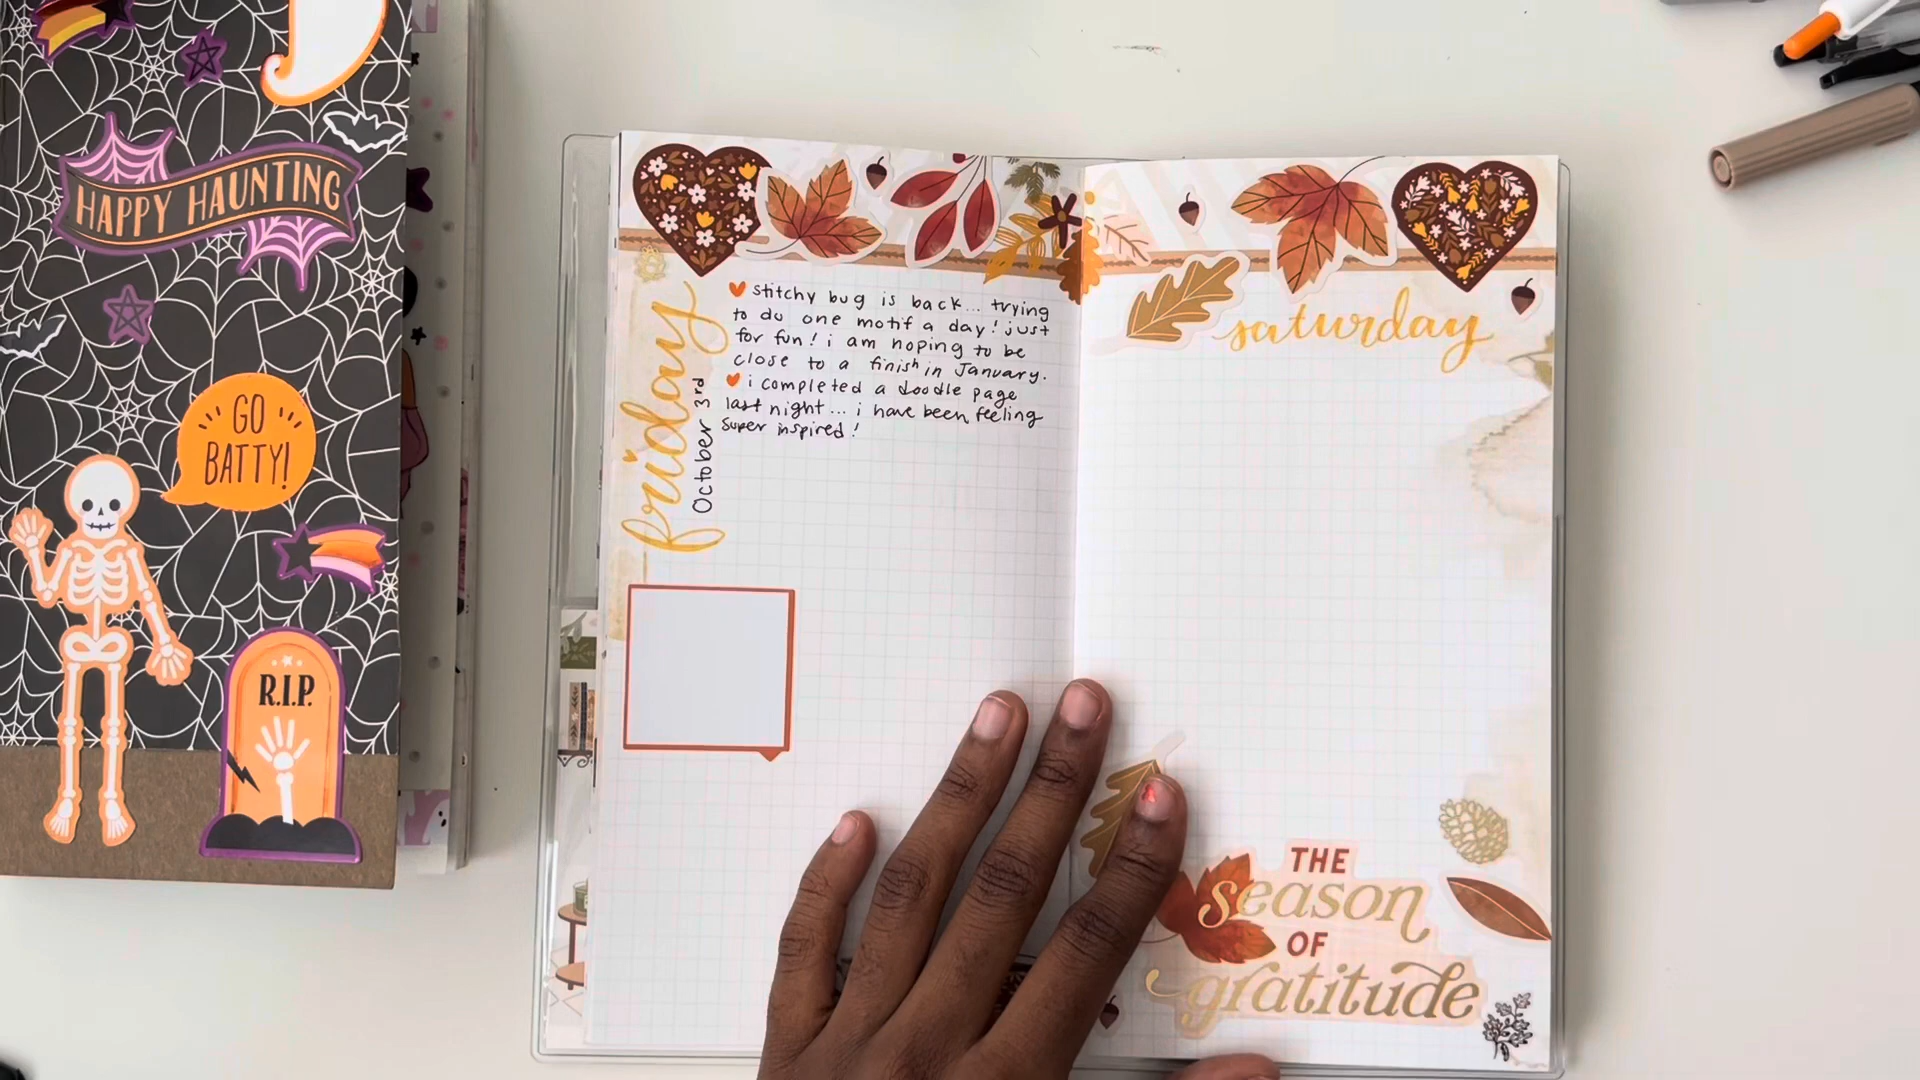 HAPPY HAUNTING
GO
BATTY!
R.I.P.
friday
October 3rd
stitchy bug is back... trying
to do one motif a day! just
for fun! i am hoping to be
close to a finish in January.
i completed a doodle page
last night... i have been feeling
super inspired!
saturday
THE
season
OF
gratitude